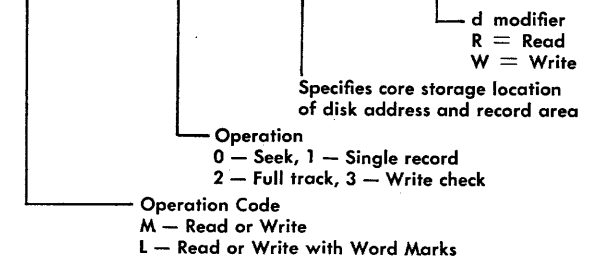 d modifier
R = Read
W = Write
Specifies core storage location
of disk address and record area
Operation
0 — Seek, 1 — Single record
2 — Full track, 3 — Write check
Operation Code
M — Read or Write
L — Read or Write with Word Marks